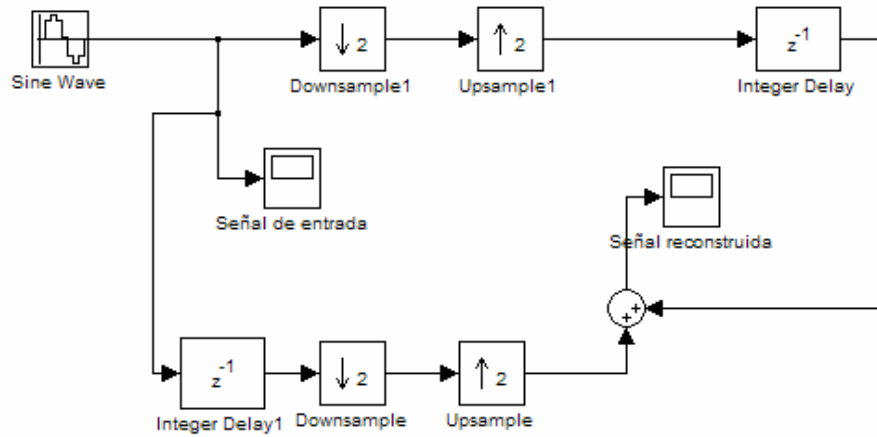 ↓ 2
↑ 2
z⁻¹
Sine Wave
Downsample1
Upsample1
Integer Delay
Señal de entrada
Señal reconstruida
+
+
z⁻¹
↓ 2
↑ 2
Integer Delay1
Downsample
Upsample